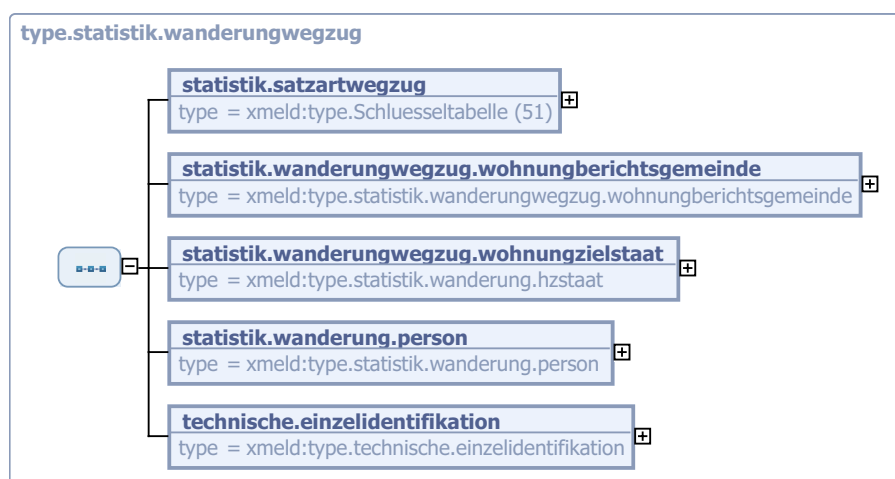 type.statistik.wanderungwegzug
statistik.satzartwegzug
type = xmeld:type.Schluesseltabelle (51)
statistik.wanderungwegzug.wohnungberichtsgemeinde
type = xmeld:type.statistik.wanderungwegzug.wohnungberichtsgemeinde
statistik.wanderungwegzug.wohnungzielstaat
type = xmeld:type.statistik.wanderung.hzstaat
statistik.wanderung.person
type = xmeld:type.statistik.wanderung.person
technische.einzelidentifikation
type = xmeld:type.technische.einzelidentifikation